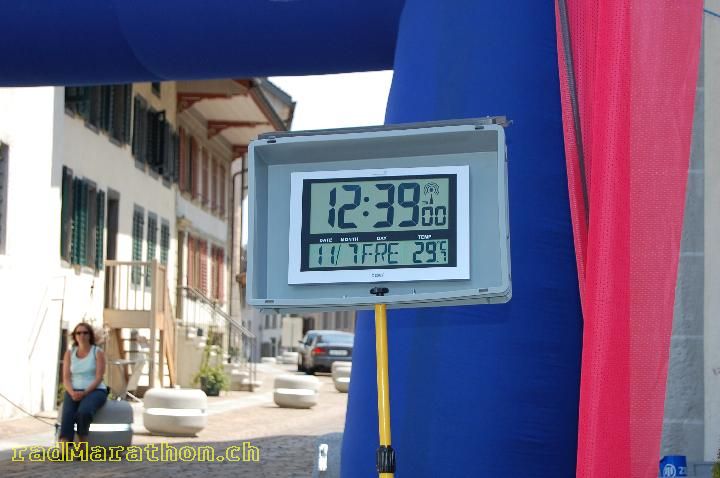 12:39 00
DATE MONTH DAY TEMP
11/ 7 FRE 29.5°C
radMarathon.ch